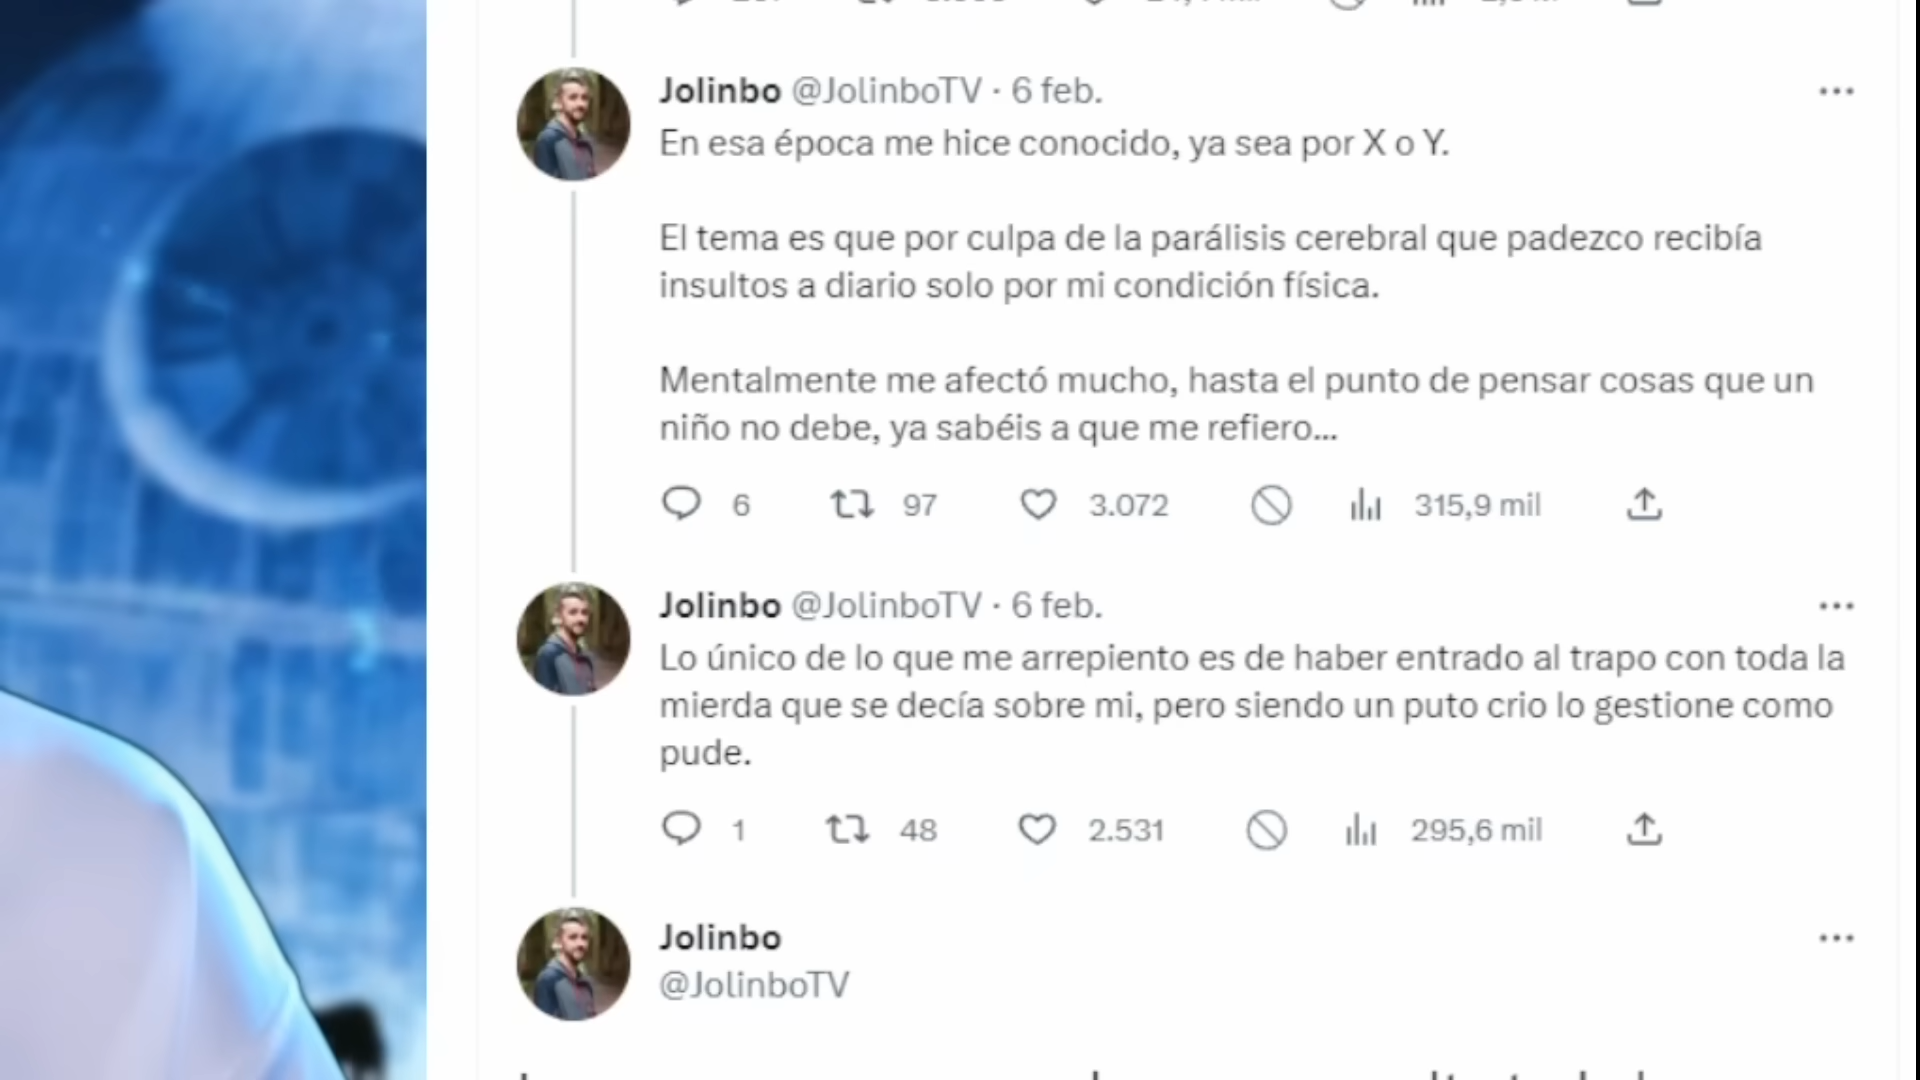 Jolinbo @JolinboTV · 6 feb.
En esa época me hice conocido, ya sea por X o Y.
El tema es que por culpa de la parálisis cerebral que padezco recibía
insultos a diario solo por mi condición física.
Mentalmente me afectó mucho, hasta el punto de pensar cosas que un
niño no debe, ya sabéis a que me refiero...
6 97 3.072 315,9 mil
Jolinbo @JolinboTV · 6 feb.
Lo único de lo que me arrepiento es de haber entrado al trapo con toda la
mierda que se decía sobre mi, pero siendo un puto crio lo gestione como
pude.
1 48 2.531 295,6 mil
Jolinbo
@JolinboTV